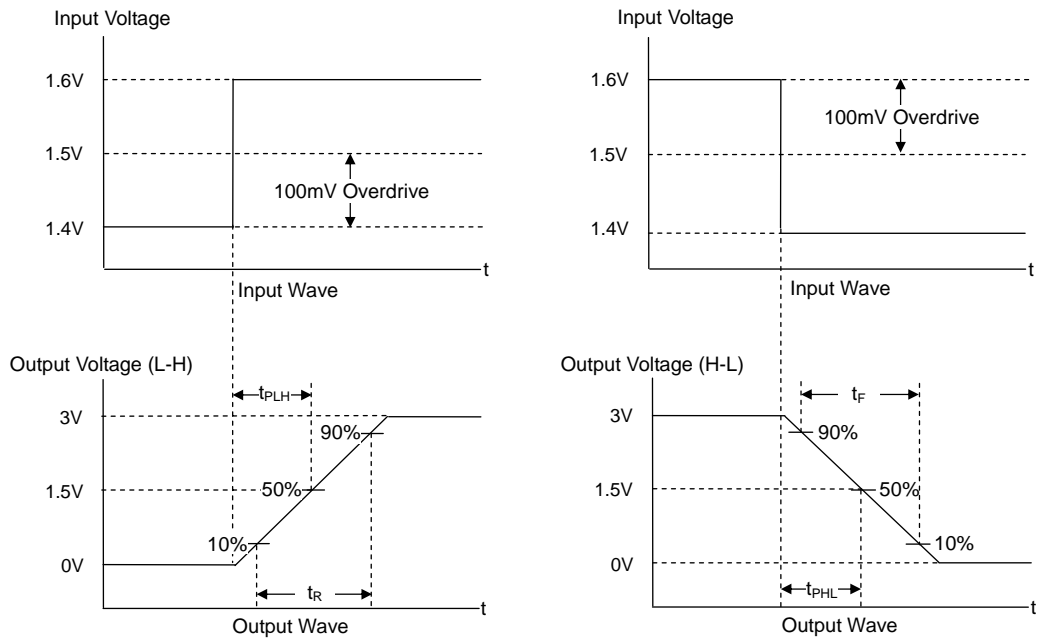 Input Voltage
1.6V
1.5V
100mV Overdrive
1.4V
t
Input Wave
Input Voltage
1.6V
100mV Overdrive
1.5V
1.4V
t
Input Wave
Output Voltage (L-H)
tPLH
3V
90%
1.5V
50%
10%
0V
tR
t
Output Wave
Output Voltage (H-L)
tF
3V
90%
1.5V
50%
10%
0V
tPHL
t
Output Wave